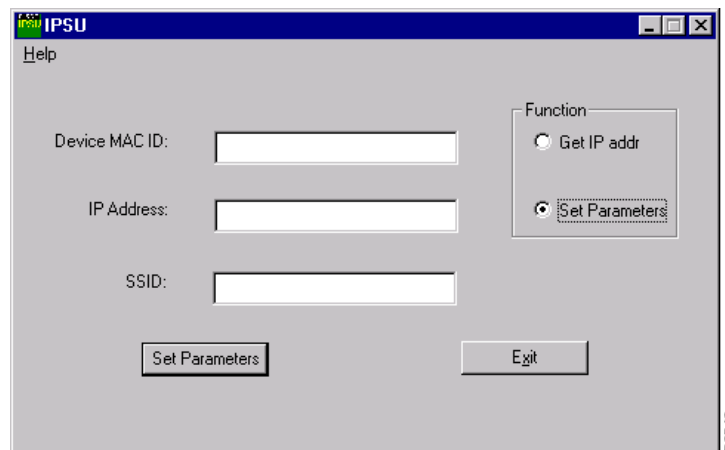 IPSU IPSU
Help
Function
Device MAC ID:
Get IP addr
IP Address:
Set Parameters
SSID:
Set Parameters
Exit